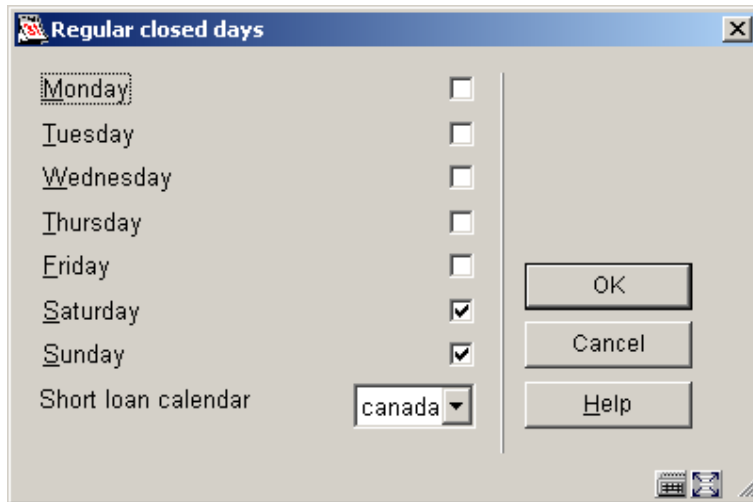 Regular closed days
Monday
Tuesday
Wednesday
Thursday
Friday
Saturday
Sunday
Short loan calendar canada
OK
Cancel
Help